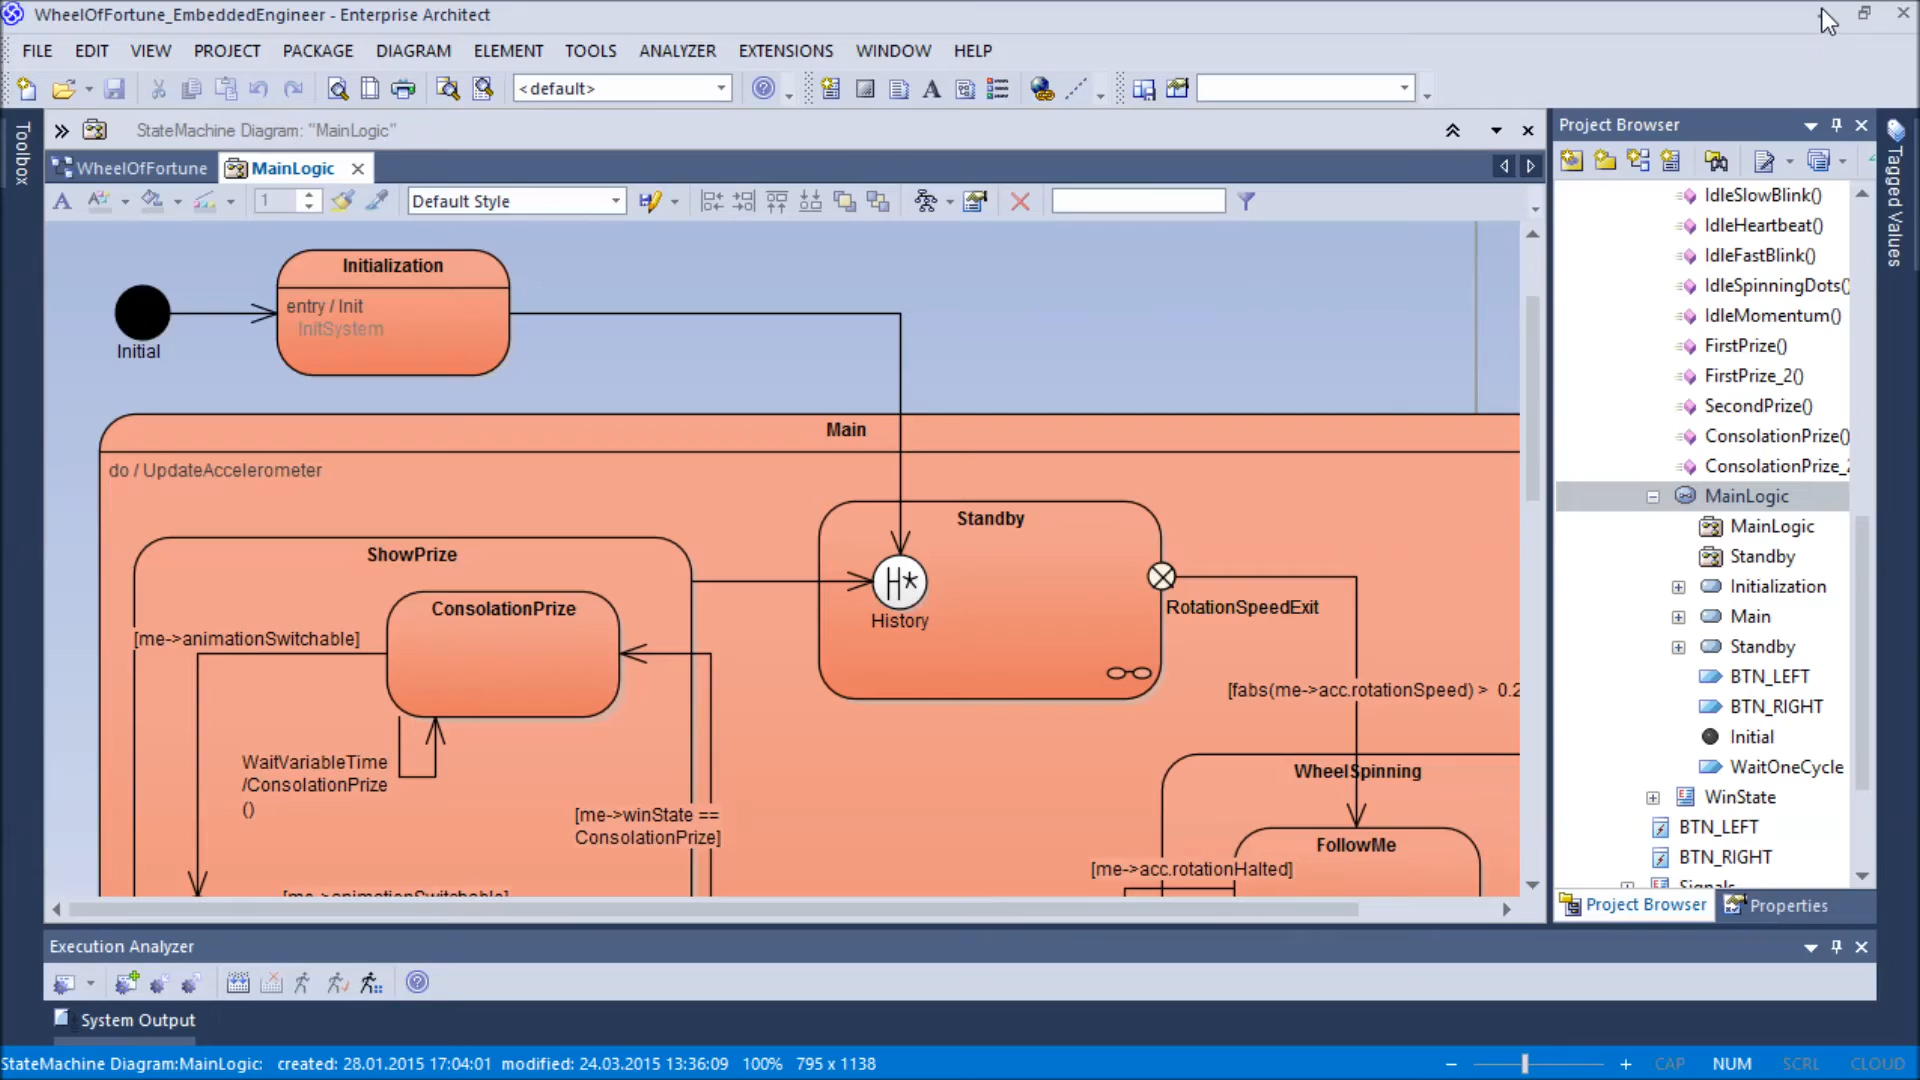 WheelOfFortune_EmbeddedEngineer - Enterprise Architect
FILE EDIT VIEW PROJECT PACKAGE DIAGRAM ELEMENT TOOLS ANALYZER EXTENSIONS WINDOW HELP
<default>
Toolbox
StateMachine Diagram: "MainLogic"
WheelOfFortune
MainLogic
1
Default Style
Initialization
entry / Init
InitSystem
Initial
Main
do / UpdateAccelerometer
Standby
H*
History
RotationSpeedExit
ShowPrize
ConsolationPrize
[me->animationSwitchable]
[fabs(me->acc.rotationSpeed) > 0.2
WaitVariableTime
/ConsolationPrize
()
[me->winState ==
ConsolationPrize]
WheelSpinning
FollowMe
[me->acc.rotationHalted]
[me->animationSwitchable]
Project Browser
IdleSlowBlink()
IdleHeartbeat()
IdleFastBlink()
IdleSpinningDots()
IdleMomentum()
FirstPrize()
FirstPrize_2()
SecondPrize()
ConsolationPrize()
ConsolationPrize_2
MainLogic
MainLogic
Standby
Initialization
Main
Standby
BTN_LEFT
BTN_RIGHT
Initial
WaitOneCycle
WinState
BTN_LEFT
BTN_RIGHT
Signals
Project Browser
Properties
Tagged Values
Execution Analyzer
System Output
StateMachine Diagram:MainLogic: created: 28.01.2015 17:04:01 modified: 24.03.2015 13:36:09 100% 795 x 1138
CAP NUM SCRL CLOUD